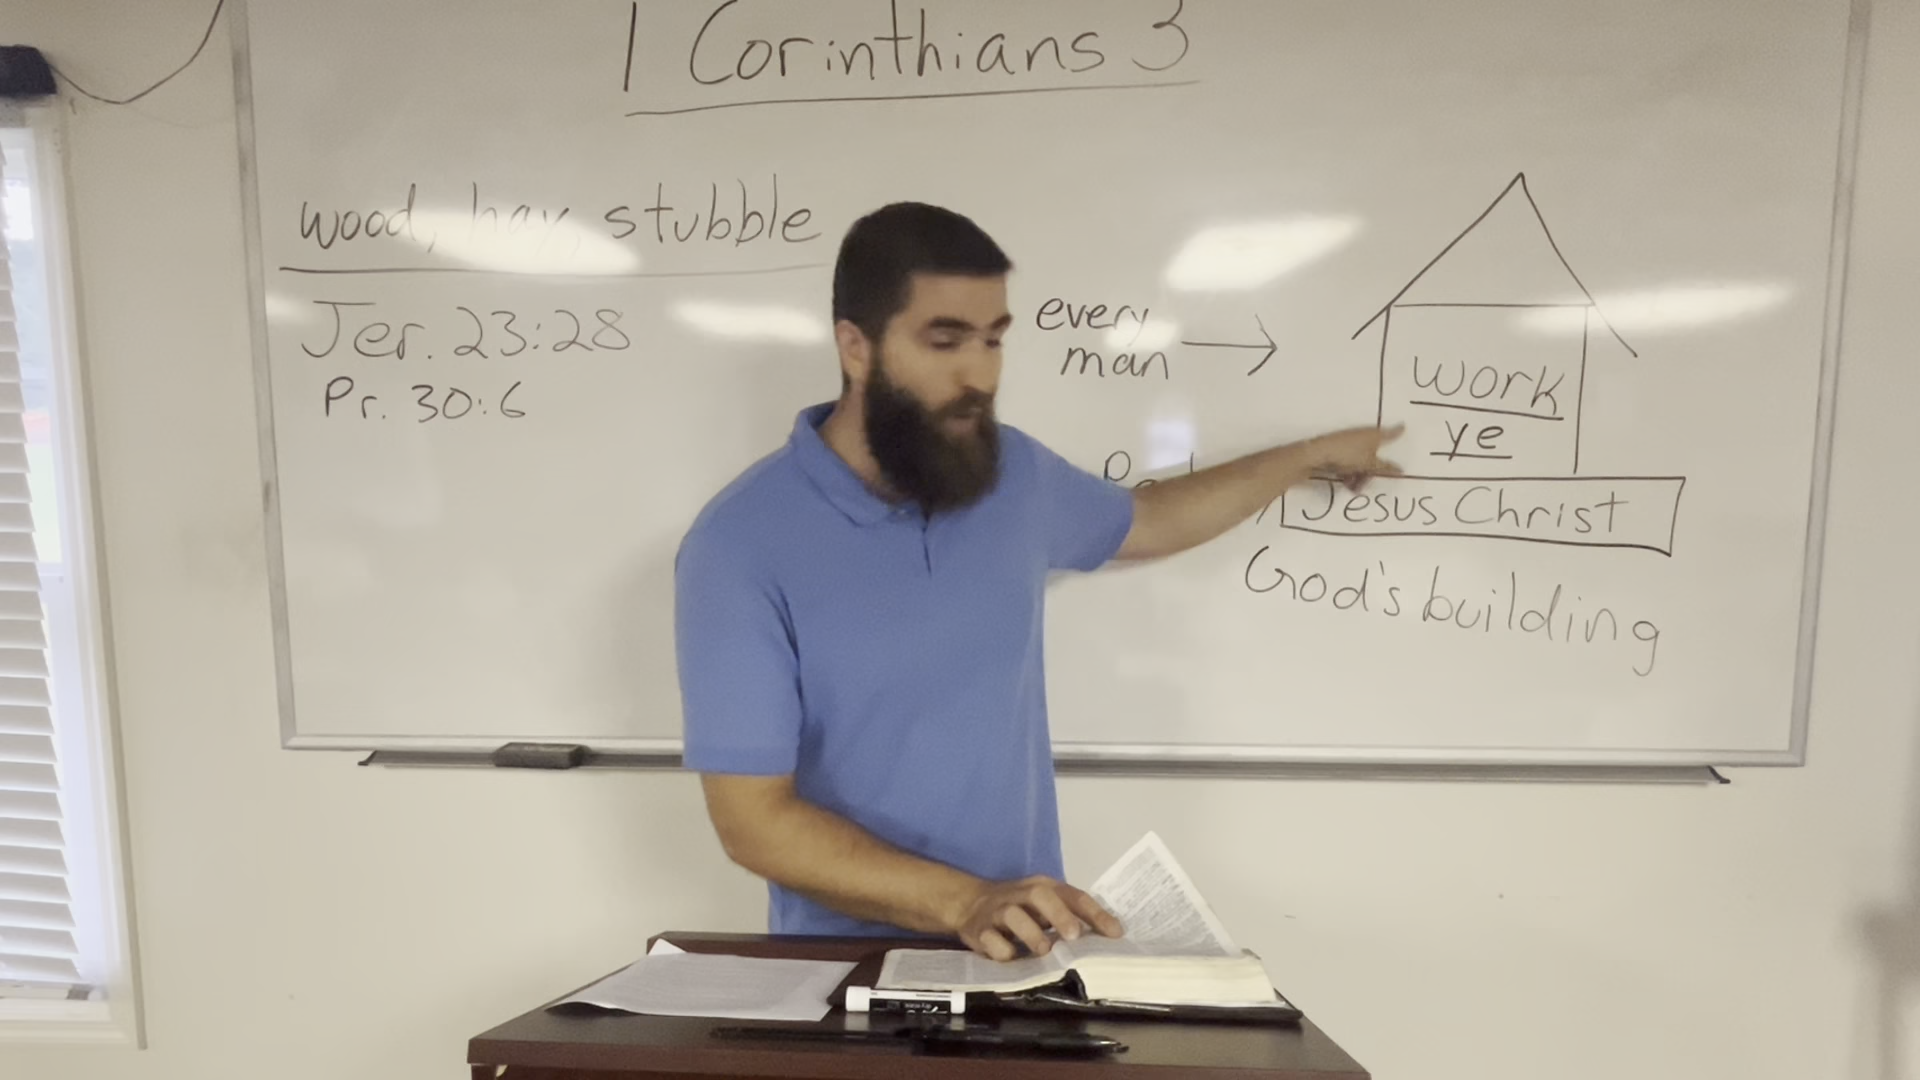 1 Corinthians 3
wood, hay, stubble
Jer. 23:28
Pr. 30:6
every
man
work
ye
Jesus Christ
God's building